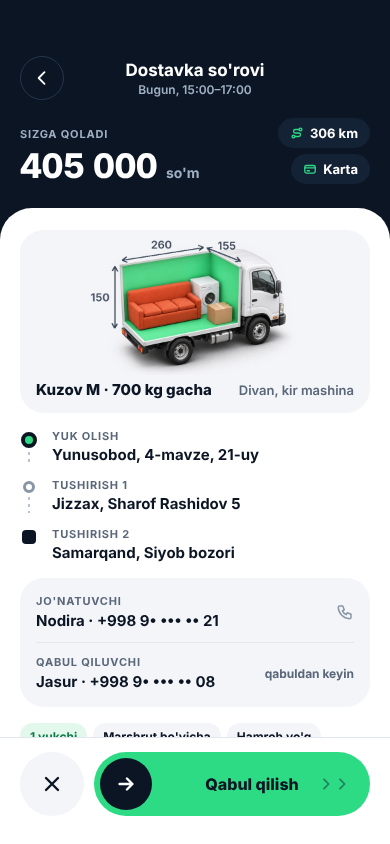 Dostavka so'rovi
Bugun, 15:00–17:00
SIZGA QOLADI
405 000 so'm
306 km
Karta
260
155
150
Kuzov M · 700 kg gacha
Divan, kir mashina
YUK OLISH
Yunusobod, 4-mavze, 21-uy
TUSHIRISH 1
Jizzax, Sharof Rashidov 5
TUSHIRISH 2
Samarqand, Siyob bozori
JO'NATUVCHI
Nodira · +998 9• ••• •• 21
QABUL QILUVCHI
Jasur · +998 9• ••• •• 08
qabuldan keyin
1 yukchi
Marshrut bo'yicha
Hamroh yo'q
Qabul qilish